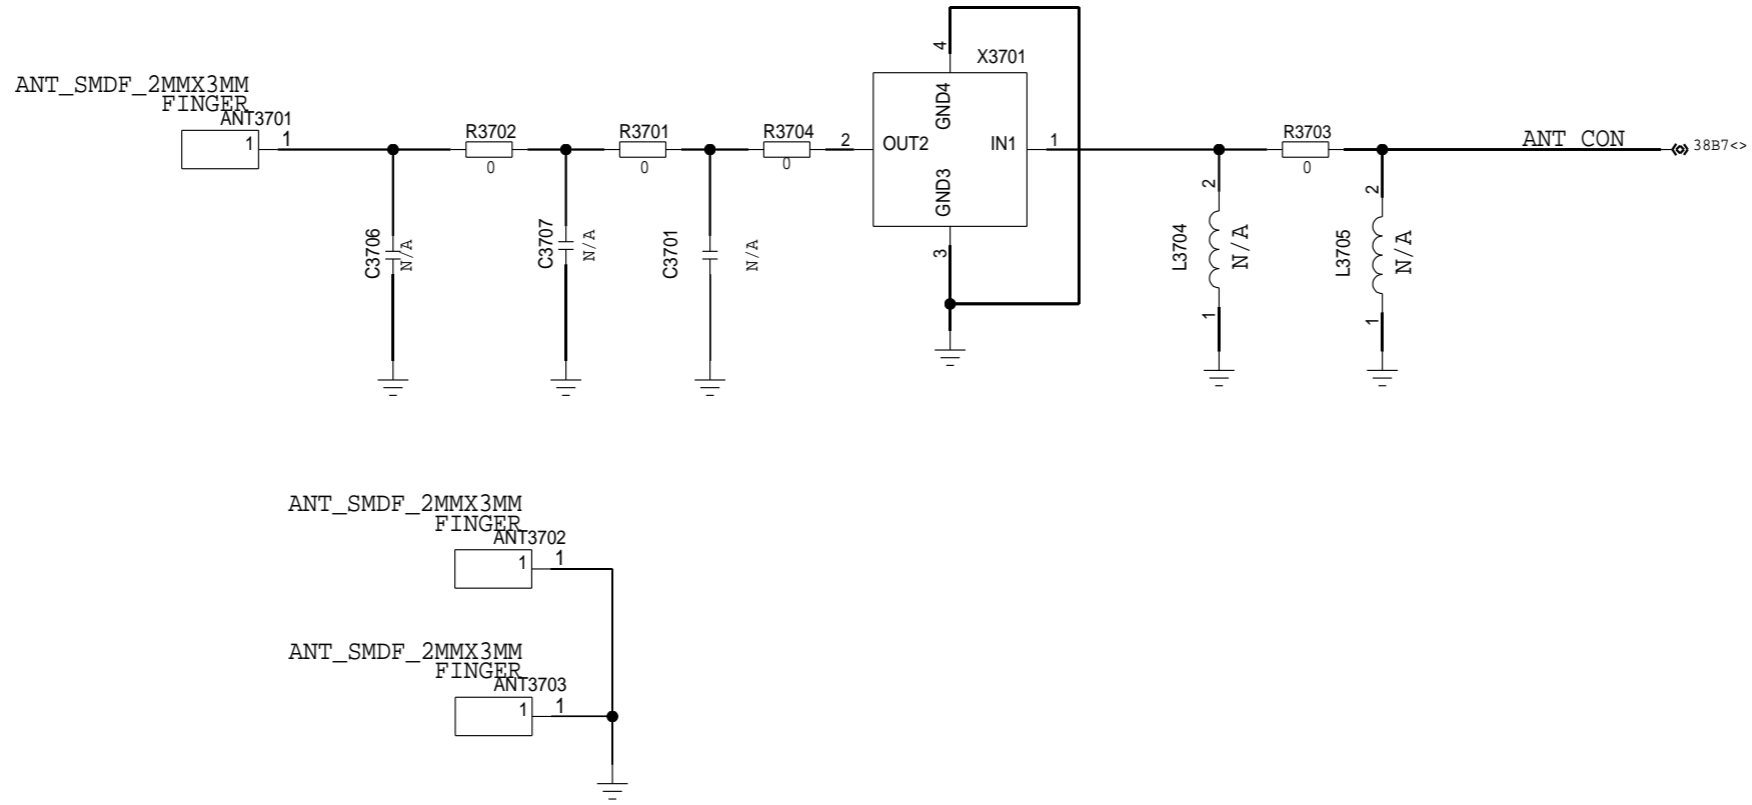 4
X3701
ANT_SMDF_2MMX3MM
FINGER
ANT3701
1
1
R3702
0
R3701
0
R3704
0
2
OUT2
GND4
IN1
GND3
1
3
R3703
0
ANT CON
38B7<>
C3706
N/A
C3707
N/A
C3701
N/A
2
L3704
N/A
1
2
L3705
N/A
1
ANT_SMDF_2MMX3MM
FINGER
ANT3702
1
1
ANT_SMDF_2MMX3MM
FINGER
ANT3703
1
1